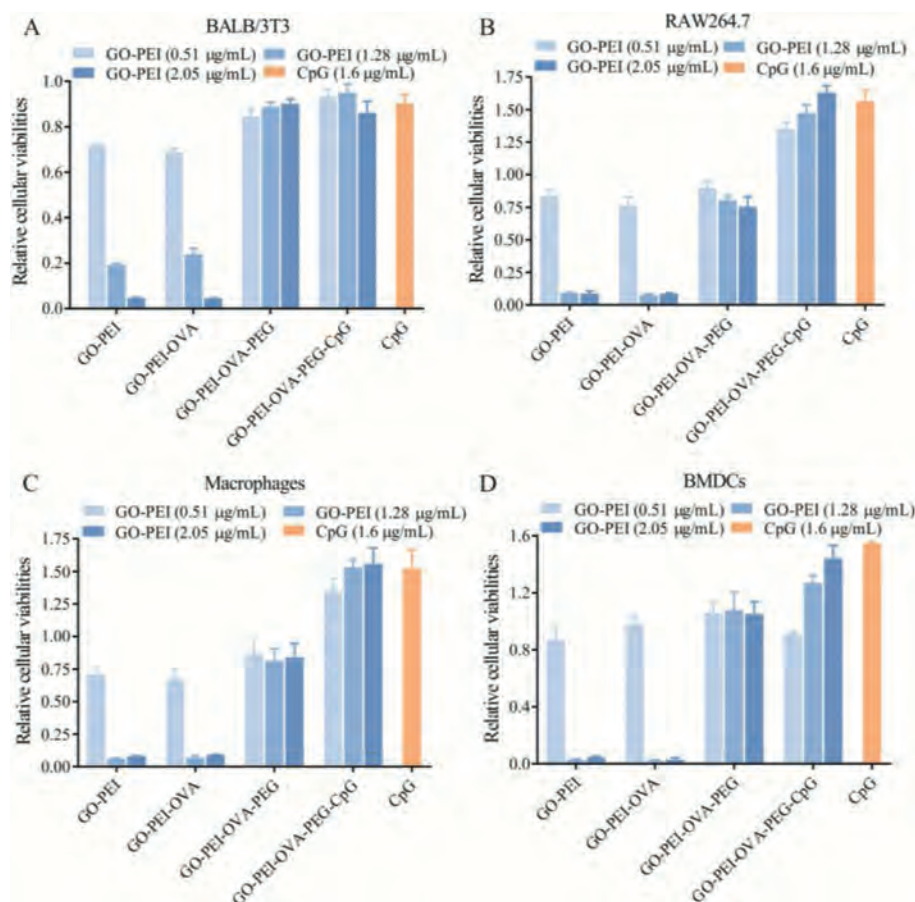 A
BALB/3T3
GO-PEI (0.51 μg/mL) GO-PEI (1.28 μg/mL)
GO-PEI (2.05 μg/mL) CpG (1.6 μg/mL)
Relative cellular viabilities
1.0
0.8
0.6
0.4
0.2
0.0
GO-PEI
GO-PEI-OVA
GO-PEI-OVA-PEG
GO-PEI-OVA-PEG-CpG
CpG
B
RAW264.7
GO-PEI (0.51 μg/mL) GO-PEI (1.28 μg/mL)
GO-PEI (2.05 μg/mL) CpG (1.6 μg/mL)
Relative cellular viabilities
1.75
1.50
1.25
1.00
0.75
0.50
0.25
0.00
GO-PEI
GO-PEI-OVA
GO-PEI-OVA-PEG
GO-PEI-OVA-PEG-CpG
CpG
C
Macrophages
GO-PEI (0.51 μg/mL) GO-PEI (1.28 μg/mL)
GO-PEI (2.05 μg/mL) CpG (1.6 μg/mL)
Relative cellular viabilities
1.75
1.50
1.25
1.00
0.75
0.50
0.25
0.00
GO-PEI
GO-PEI-OVA
GO-PEI-OVA-PEG
GO-PEI-OVA-PEG-CpG
CpG
D
BMDCs
GO-PEI (0.51 μg/mL) GO-PEI (1.28 μg/mL)
GO-PEI (2.05 μg/mL) CpG (1.6 μg/mL)
Relative cellular viabilities
1.6
1.2
0.8
0.4
0.0
GO-PEI
GO-PEI-OVA
GO-PEI-OVA-PEG
GO-PEI-OVA-PEG-CpG
CpG